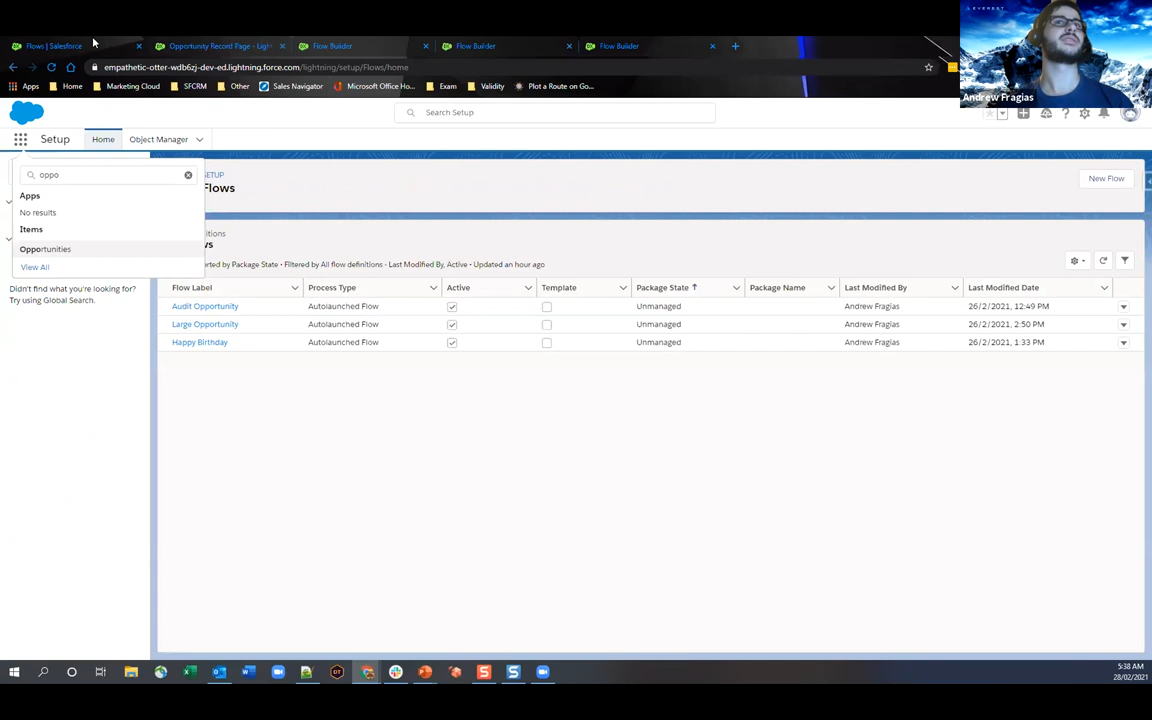 EVEREST
Flows | Salesforce
Opportunity Record Page - Light
Flow Builder
Flow Builder
Flow Builder
empathetic-otter-wdb6zj-dev-ed.lightning.force.com/lightning/setup/Flows/home
Apps
Home
Marketing Cloud
SFCRM
Other
Sales Navigator
Microsoft Office Ho...
Exam
Validity
Plot a Route on Go...
Andrew Fragias
Search Setup
Setup
Home
Object Manager
oppo
Apps
No results
Items
Opportunities
View All
Didn't find what you're looking for?
Try using Global Search.
SETUP
Flows
New Flow
itions
ws
orted by Package State • Filtered by All flow definitions - Last Modified By, Active • Updated an hour ago
Flow Label Process Type Active Template Package State Package Name Last Modified By Last Modified Date
Audit Opportunity Autolaunched Flow Unmanaged Andrew Fragias 26/2/2021, 12:49 PM
Large Opportunity Autolaunched Flow Unmanaged Andrew Fragias 26/2/2021, 2:50 PM
Happy Birthday Autolaunched Flow Unmanaged Andrew Fragias 26/2/2021, 1:33 PM
5:38 AM
28/02/2021